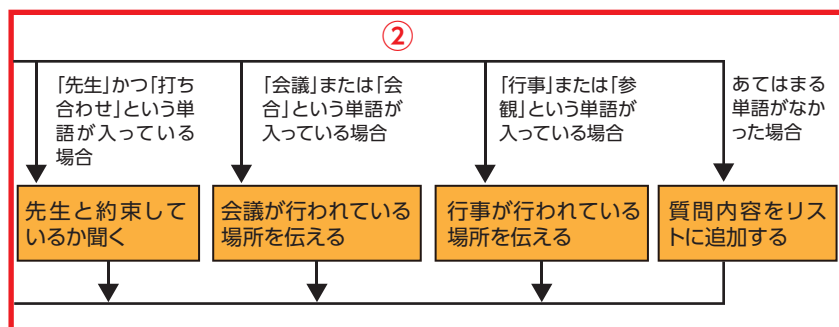 ②
「先生」かつ「打ち
合わせ」という単
語が入っている
場合
「会議」または「会
合」という単語が
入っている場合
「行事」または「参
観」という単語が
入っている場合
あてはまる
単語がなか
った場合
先生と約束して
いるか聞く
会議が行われている
場所を伝える
行事が行われている
場所を伝える
質問内容をリス
トに追加する